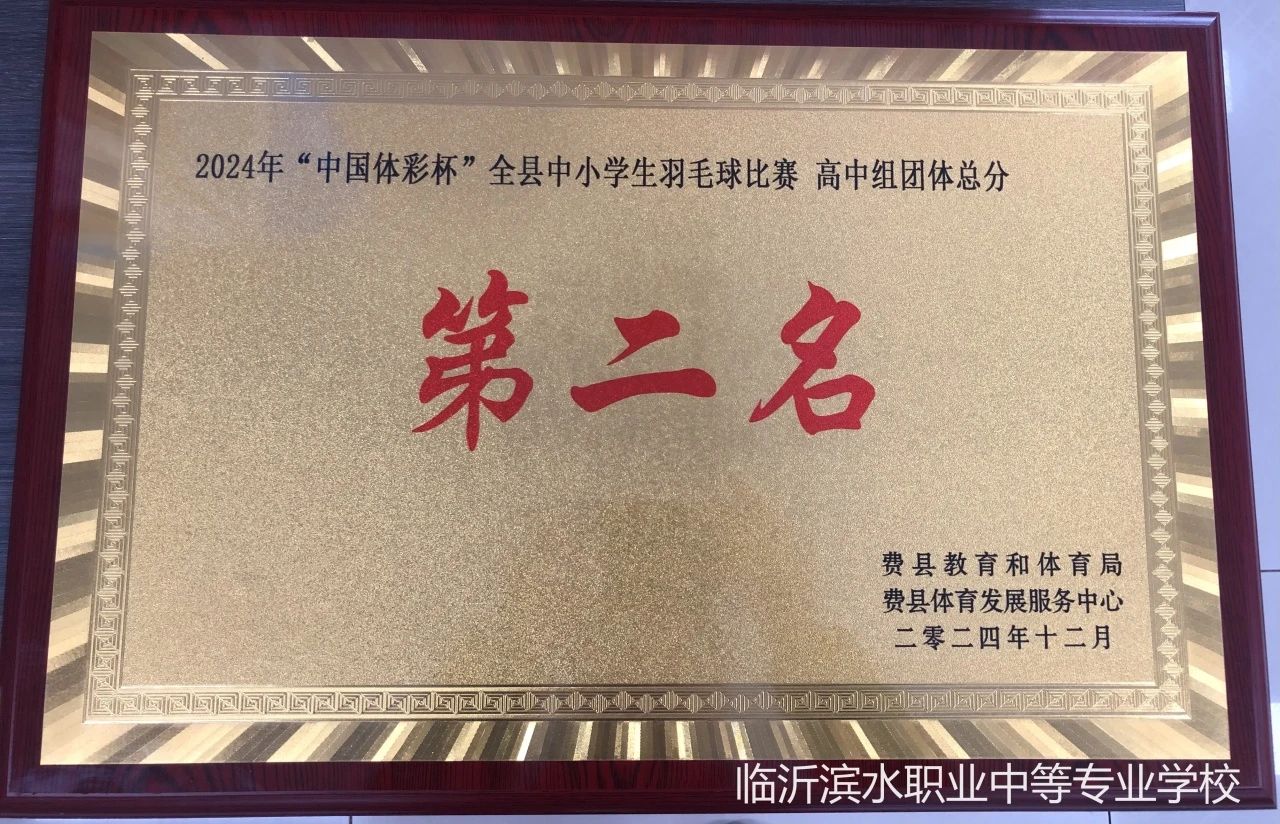 2024年“中国体彩杯”全县中小学生羽毛球比赛 高中组团体总分
第二名
费县教育和体育局
费县体育发展服务中心
二零二四年十二月
临沂滨水职业中等专业学校